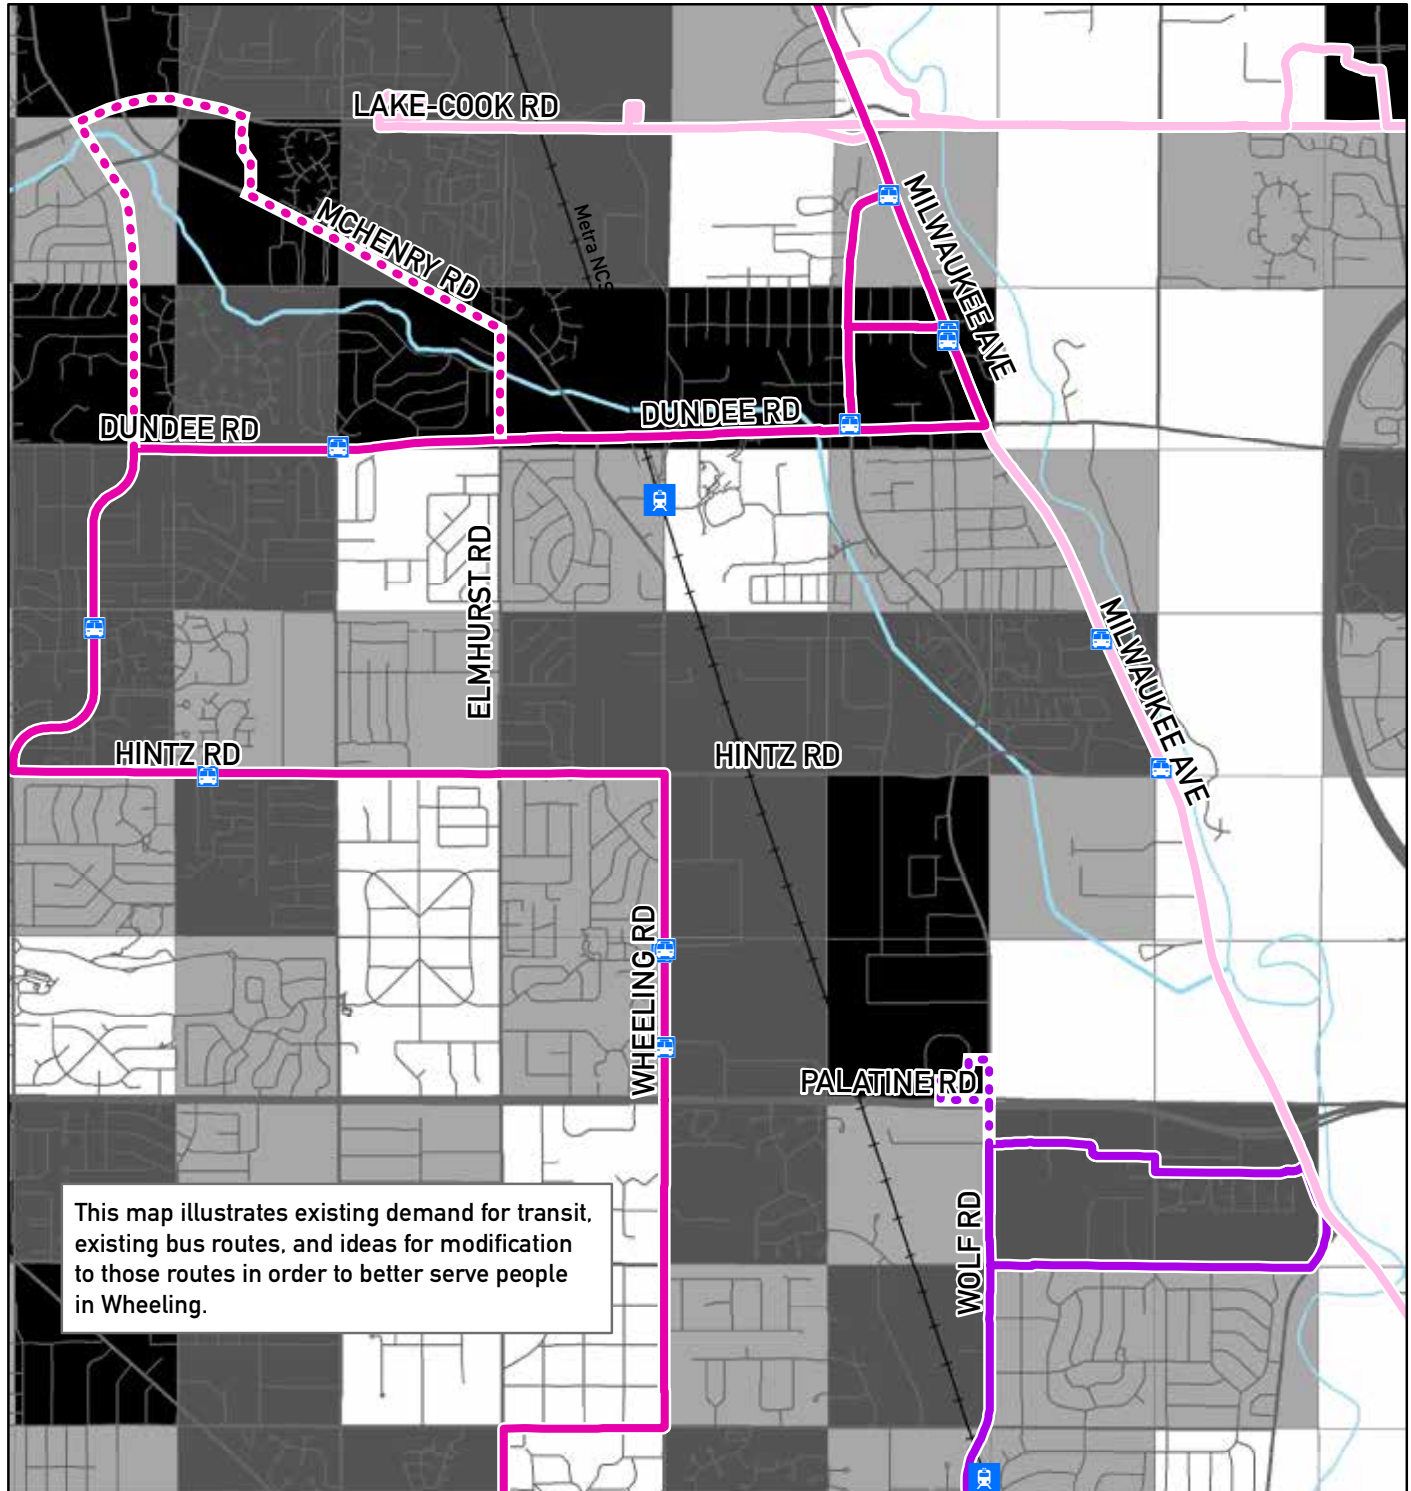 LAKE-COOK RD
MILWAUKEE AVE
MCHENRY RD
Metra NCS
DUNDEE RD
DUNDEE RD
ELMHURST RD
MILWAUKEE AVE
HINTZ RD
HINTZ RD
WHEELING RD
PALATINE RD
WOLF RD
This map illustrates existing demand for transit,
existing bus routes, and ideas for modification
to those routes in order to better serve people
in Wheeling.